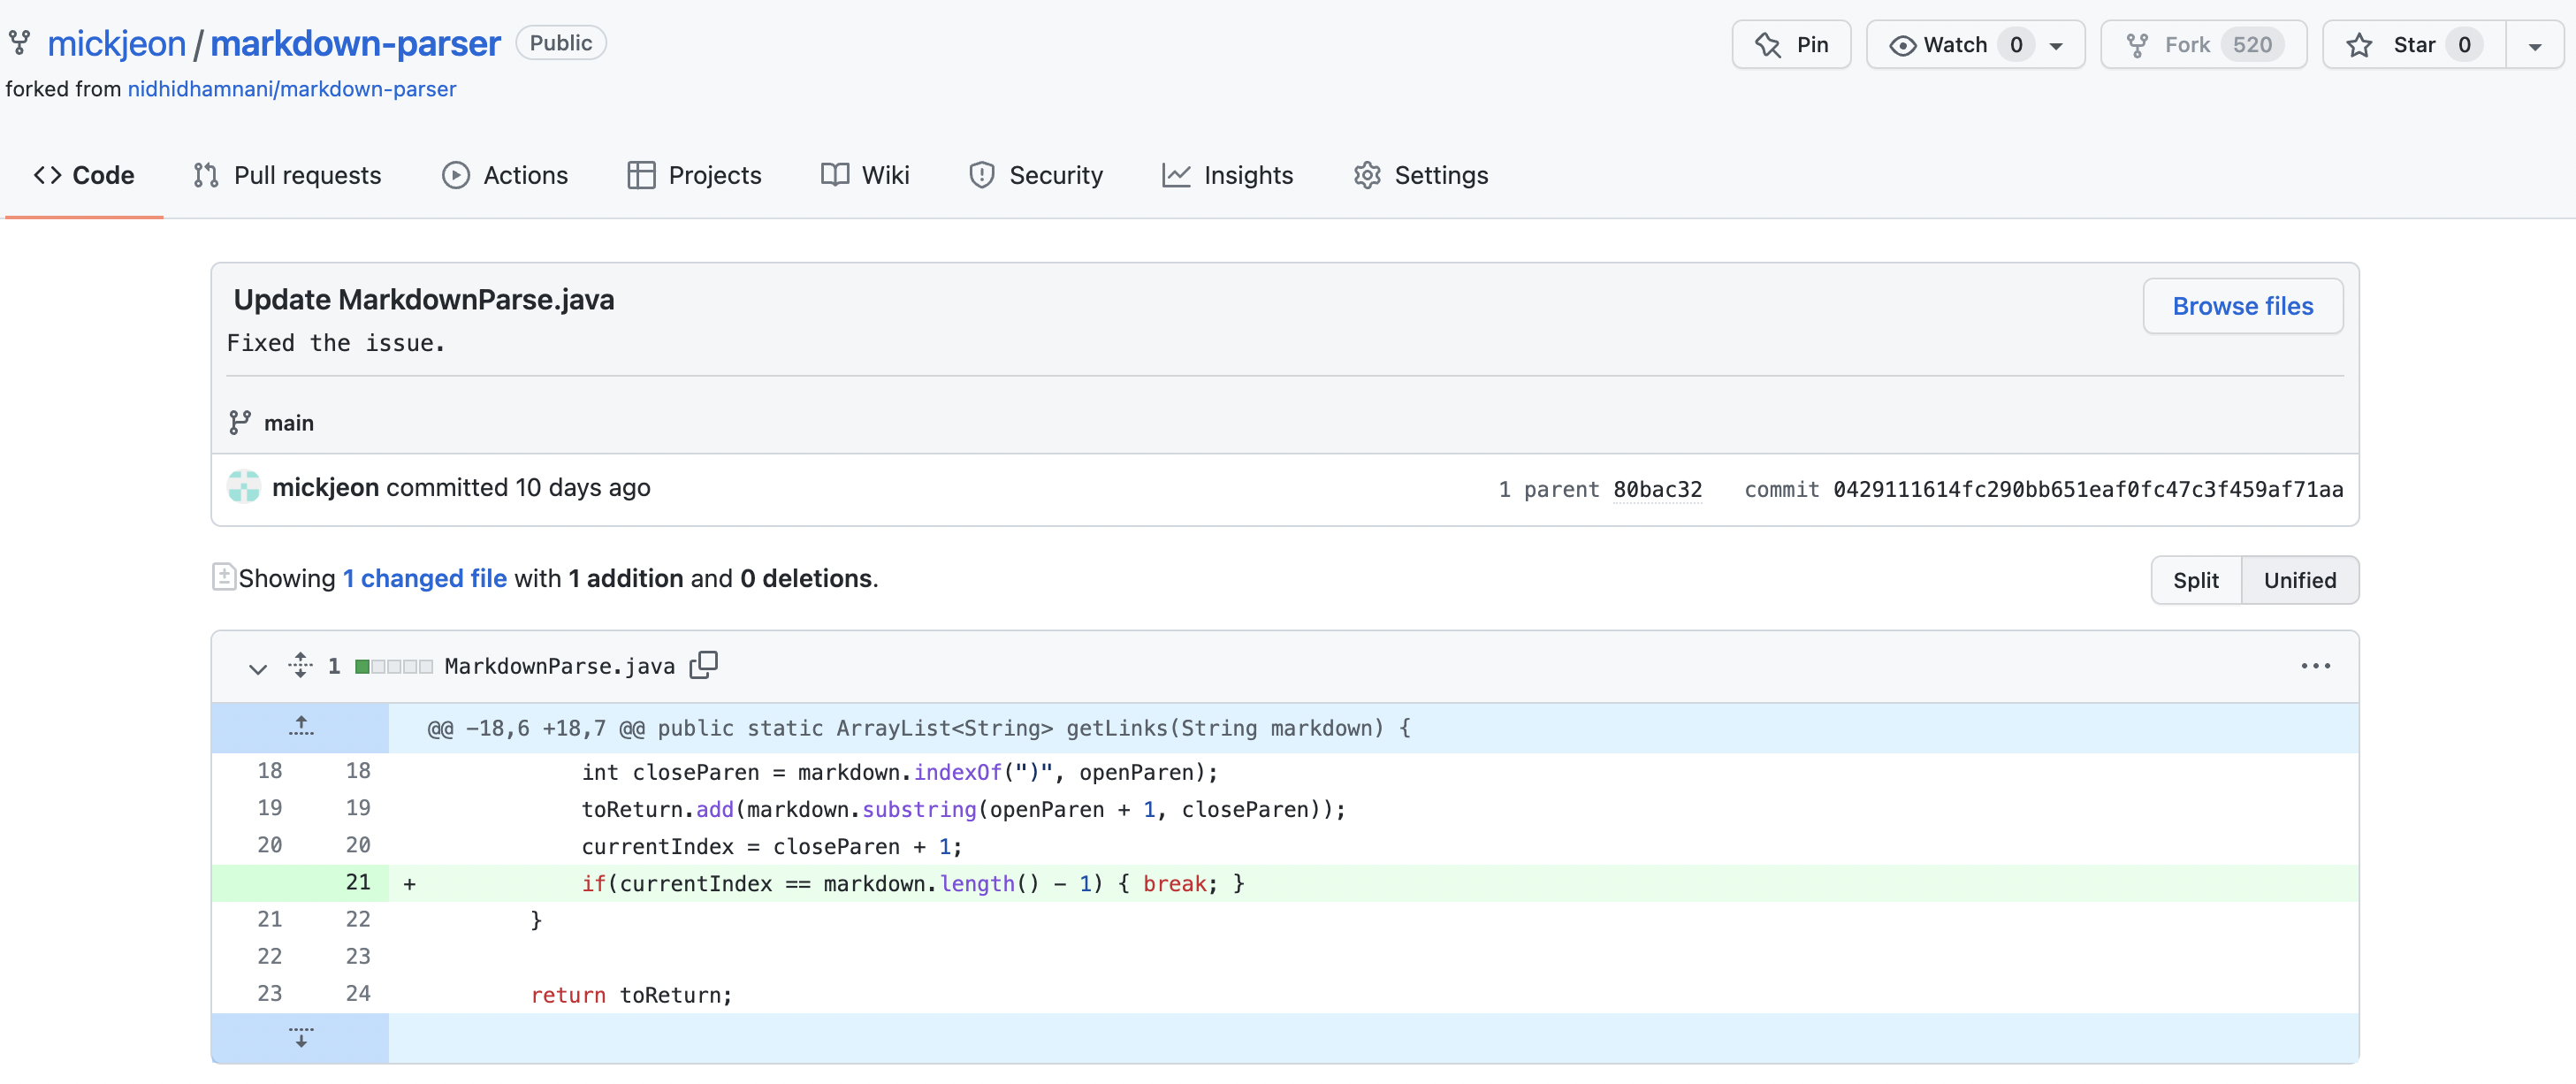 mickjeon / markdown-parser Public Pin Watch 0 Fork 520 Star 0
forked from nidhidhamnani/markdown-parser
Code Pull requests Actions Projects Wiki Security Insights Settings
Update MarkdownParse.java Browse files
Fixed the issue.
main
mickjeon committed 10 days ago 1 parent 80bac32 commit 0429111614fc290bb651eaf0fc47c3f459af71aa
Showing 1 changed file with 1 addition and 0 deletions. Split Unified
1 MarkdownParse.java
@@ -18,6 +18,7 @@ public static ArrayList<String> getLinks(String markdown) {
18 18 int closeParen = markdown.indexOf(")", openParen);
19 19 toReturn.add(markdown.substring(openParen + 1, closeParen));
20 20 currentIndex = closeParen + 1;
21 + if(currentIndex == markdown.length() - 1) { break; }
21 22 }
22 23
23 24 return toReturn;